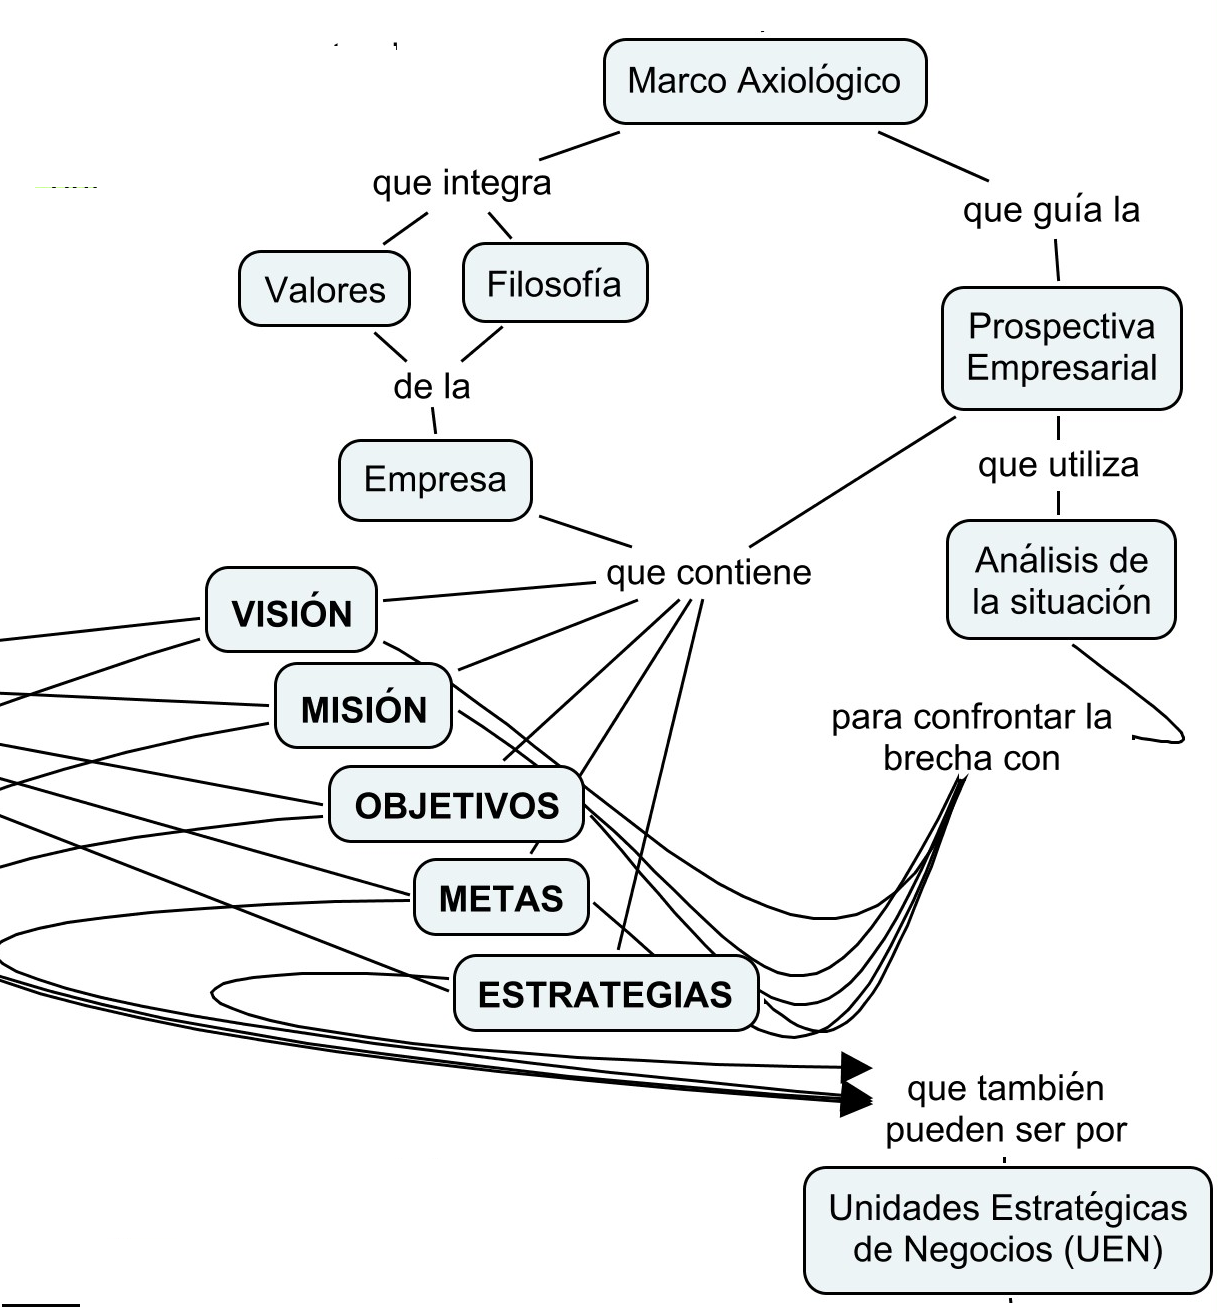 Marco Axiológico
que integra
que guía la
Valores
Filosofía
Prospectiva
Empresarial
de la
que utiliza
Empresa
Análisis de
la situación
que contiene
VISIÓN
MISIÓN
para confrontar la
brecha con
OBJETIVOS
METAS
ESTRATEGIAS
que también
pueden ser por
Unidades Estratégicas
de Negocios (UEN)